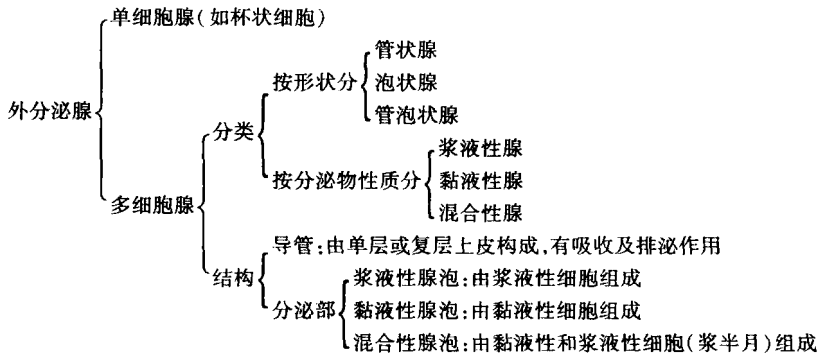 单细胞腺(如杯状细胞)
管状腺
按形状分
泡状腺
管泡状腺
外分泌腺
分类
浆液性腺
按分泌物性质分
黏液性腺
混合性腺
多细胞腺
导管:由单层或复层上皮构成,有吸收及排泌作用
结构
浆液性腺泡:由浆液性细胞组成
分泌部
黏液性腺泡:由黏液性细胞组成
混合性腺泡:由黏液性和浆液性细胞(浆半月)组成